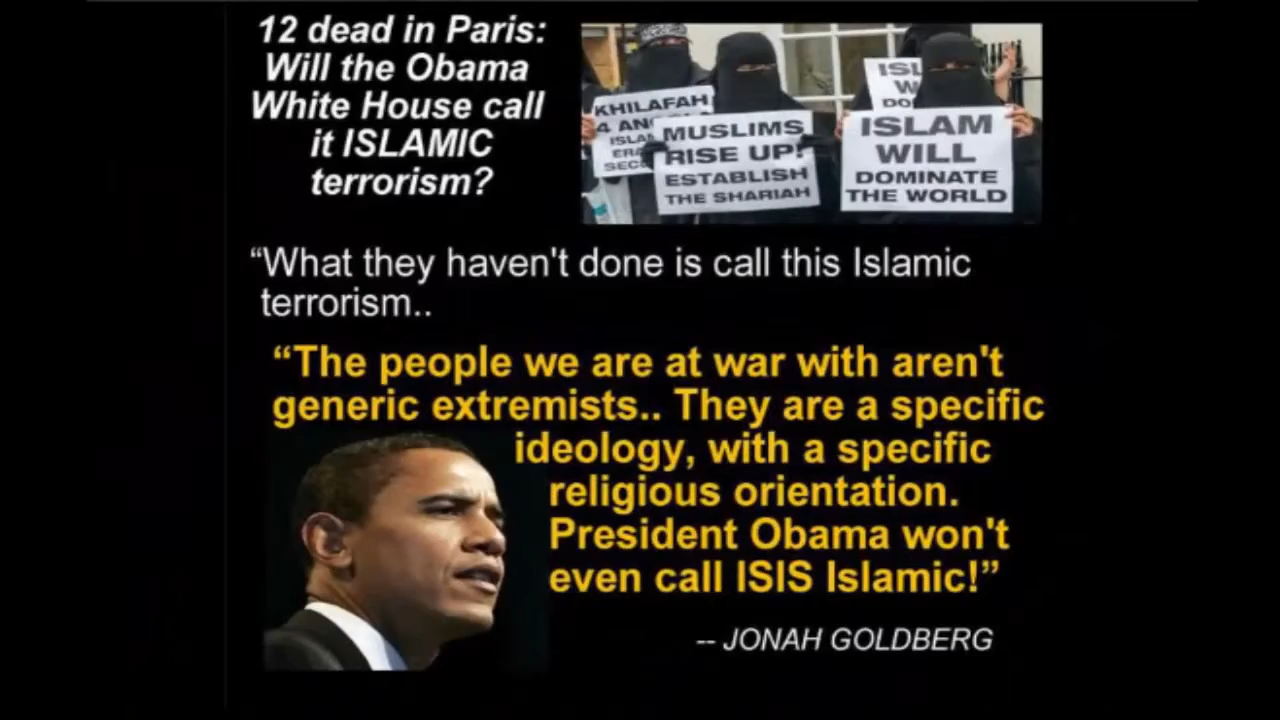 12 dead in Paris:
Will the Obama
White House call
it ISLAMIC
terrorism?
KHILAFAH
4
MUSLIMS
RISE UP!
ESTABLISH
THE SHARIAH
ISLAM
WILL
DOMINATE
THE WORLD
“What they haven't done is call this Islamic
terrorism..
“The people we are at war with aren't
generic extremists.. They are a specific
ideology, with a specific
religious orientation.
President Obama won't
even call ISIS Islamic!”
-- JONAH GOLDBERG